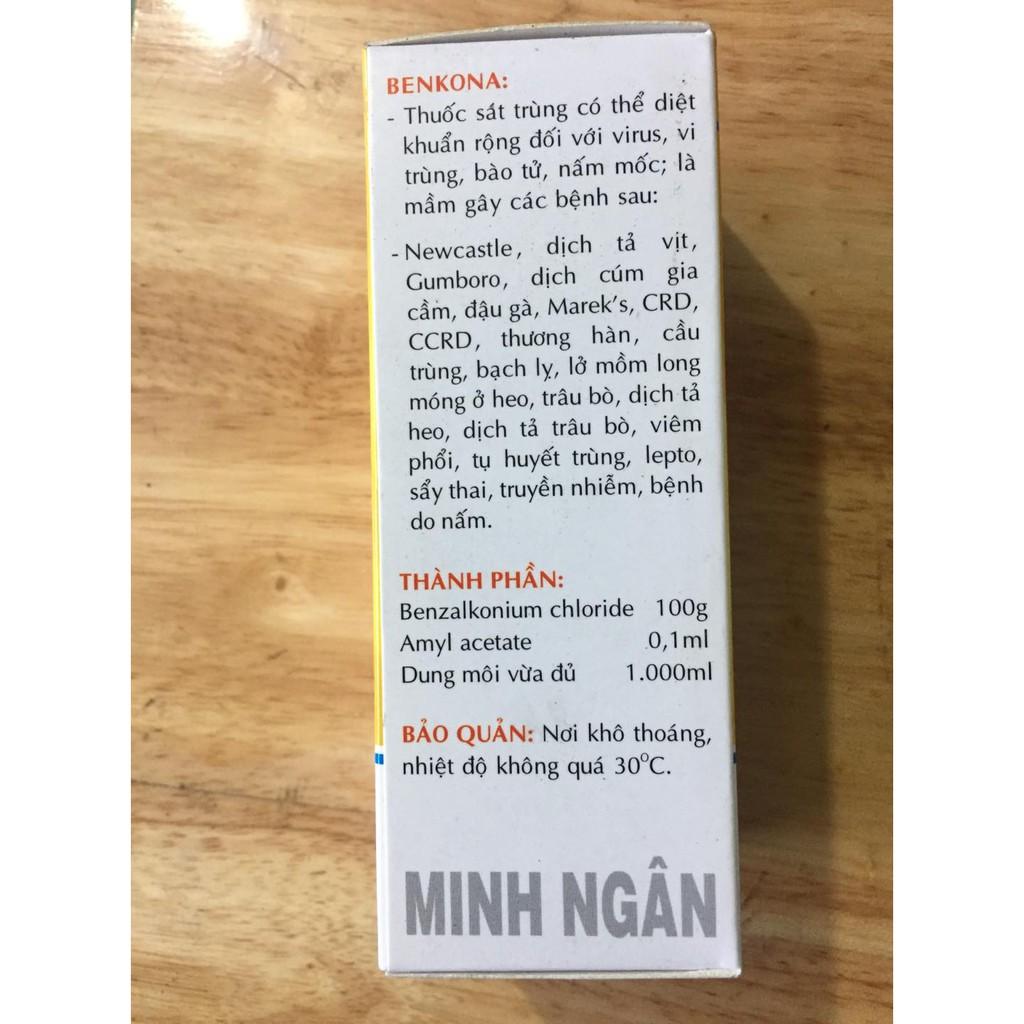 BENKONA:
- Thuốc sát trùng có thể diệt
khuẩn rộng đối với virus, vi
trùng, bào tử, nấm mốc; là
mầm gây các bệnh sau:
- Newcastle, dịch tả vịt,
Gumboro, dịch cúm gia
cầm, đậu gà, Marek's, CRD,
CCRD, thương hàn, cầu
trùng, bạch lỵ, lở mồm long
móng ở heo, trâu bò, dịch tả
heo, dịch tả trâu bò, viêm
phổi, tụ huyết trùng, lepto,
sẩy thai, truyền nhiễm, bệnh
do nấm.
THÀNH PHẦN:
Benzalkonium chloride 100g
Amyl acetate 0,1ml
Dung môi vừa đủ 1.000ml
BẢO QUẢN: Nơi khô thoáng,
nhiệt độ không quá 30°C.
MINH NGÂN